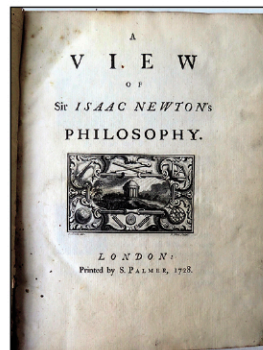 A
VIEW
OF
Sir ISAAC NEWTON's
PHILOSOPHY.
LONDON:
Printed by S. PALMER, 1728.